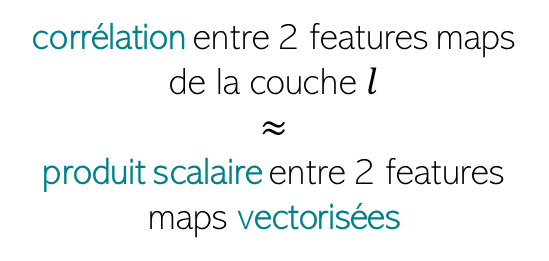 corrélation entre 2 features maps
de la couche l
≈
produit scalaire entre 2 features
maps vectorisées